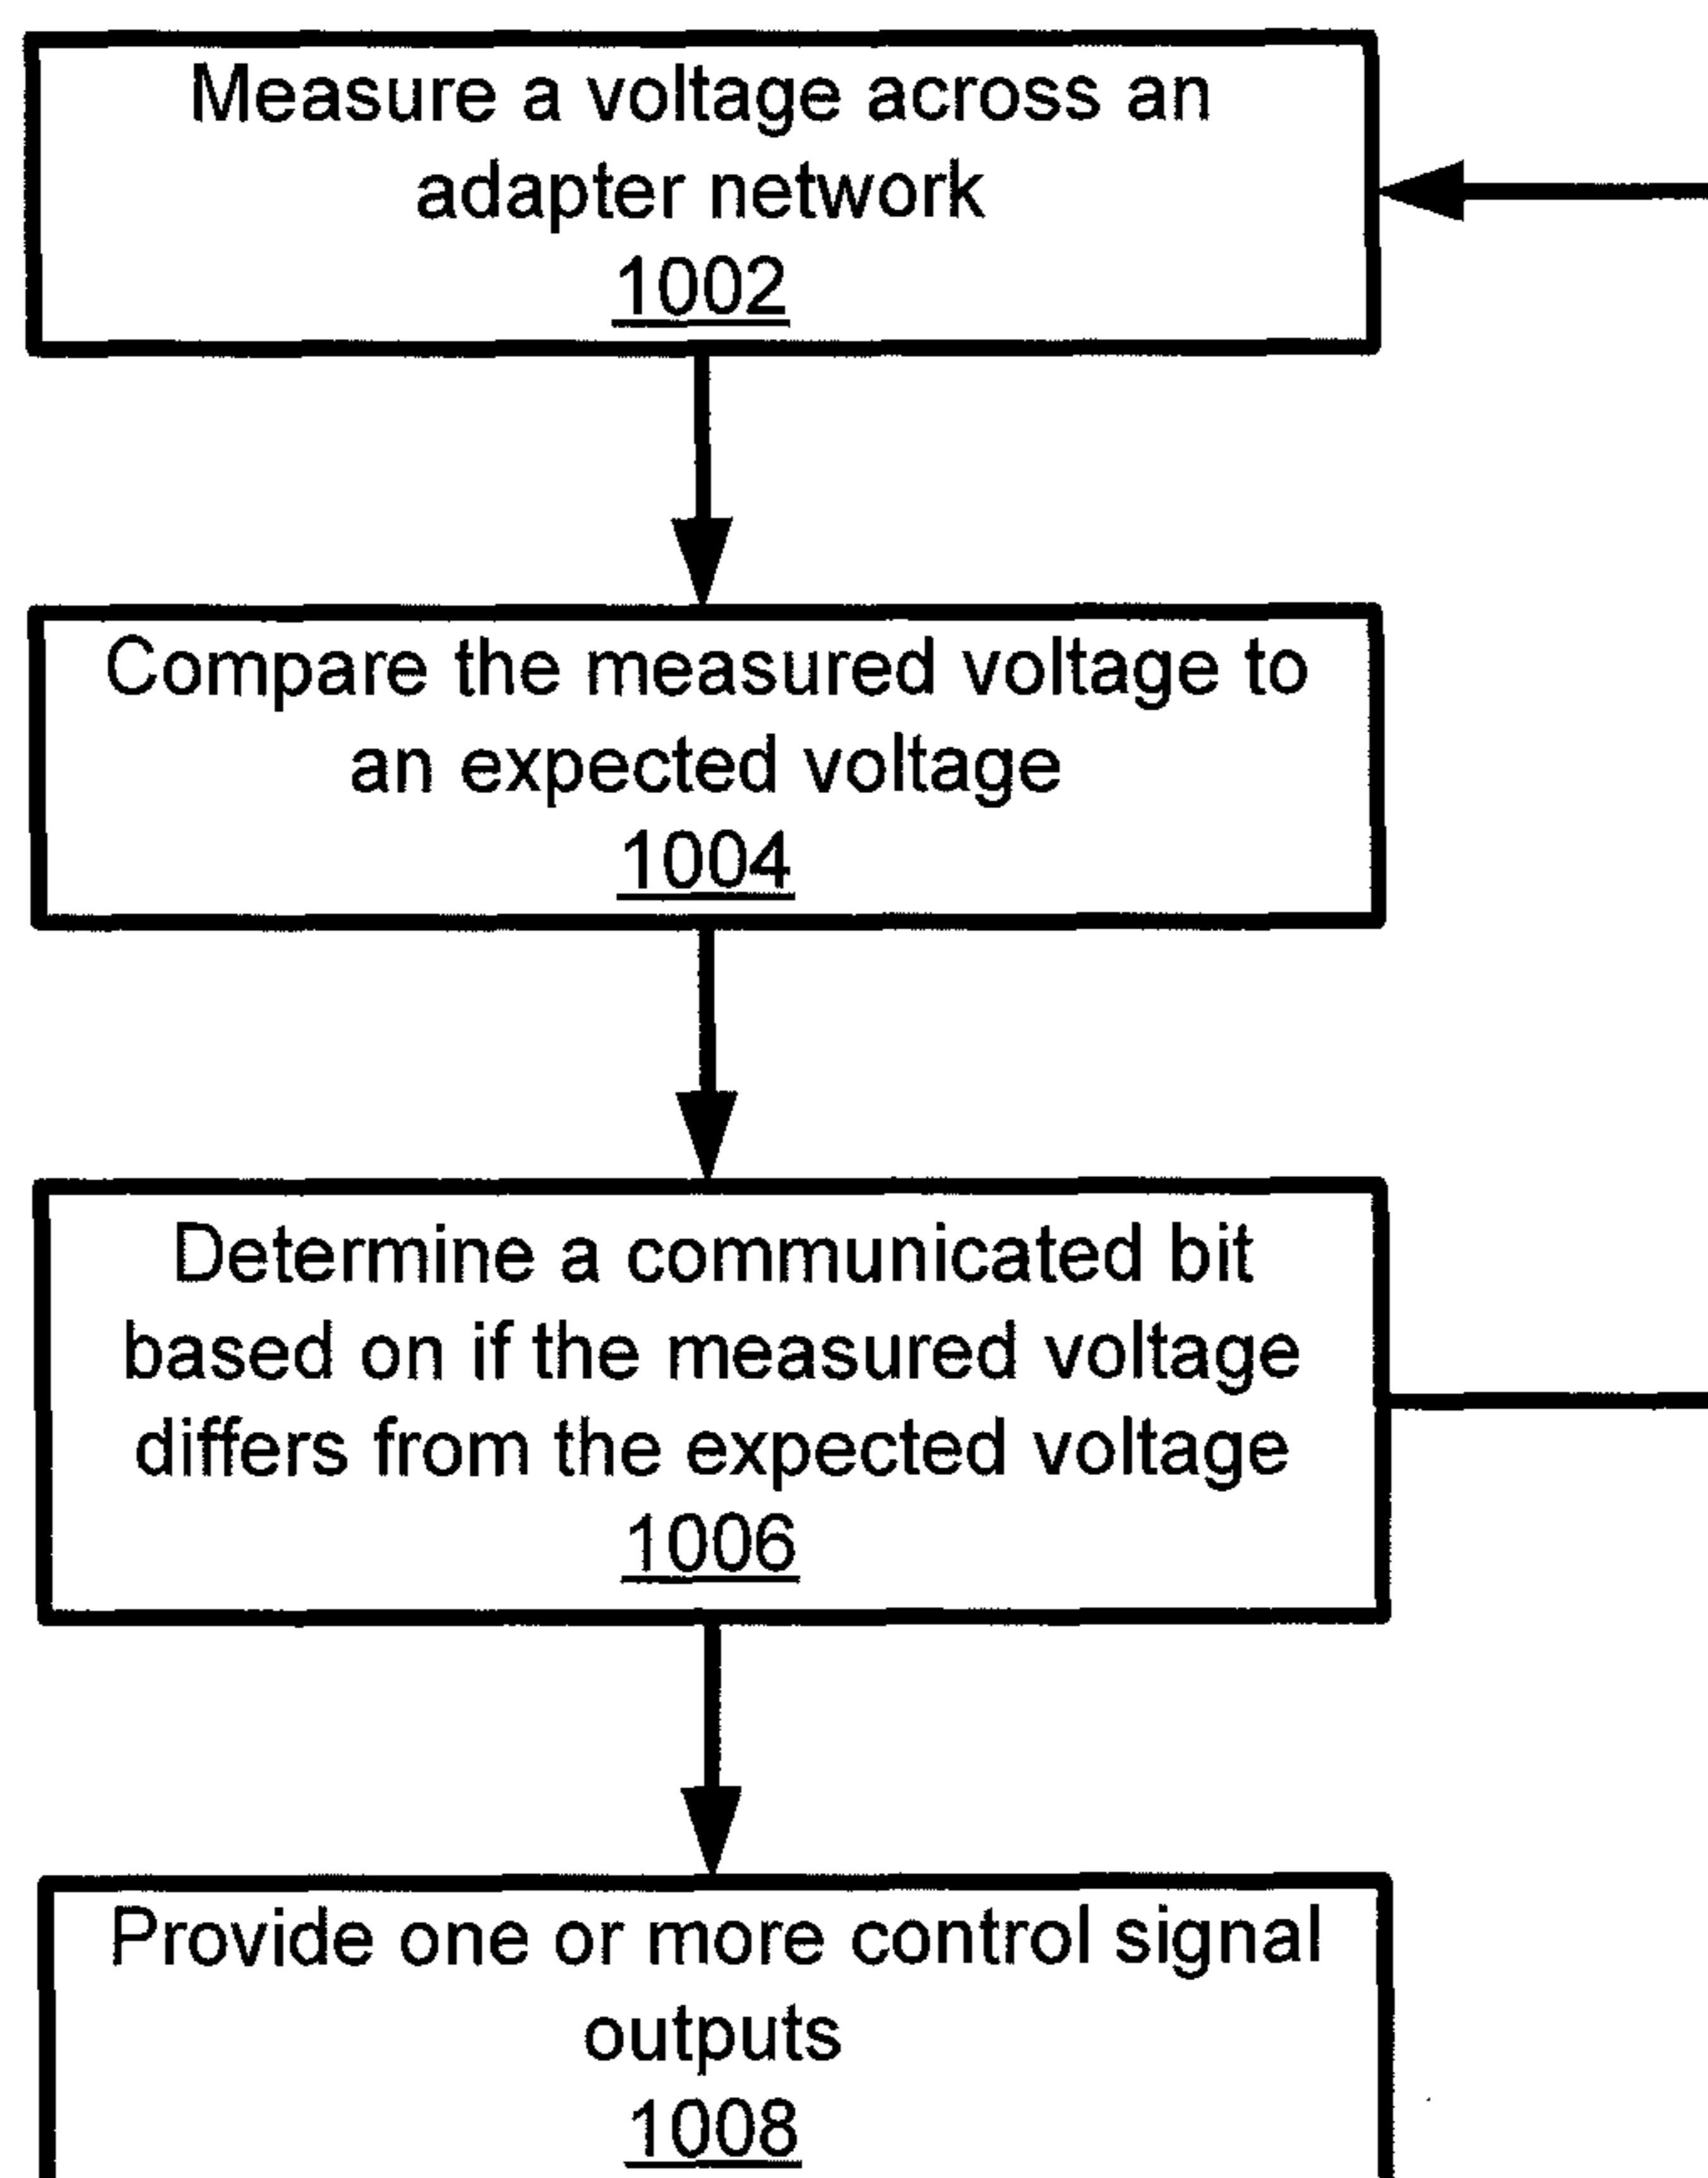 Measure a voltage across an
adapter network
1002
Compare the measured voltage to
an expected voltage
1004
Determine a communicated bit
based on if the measured voltage
differs from the expected voltage
1006
Provide one or more control signal
outputs
1008